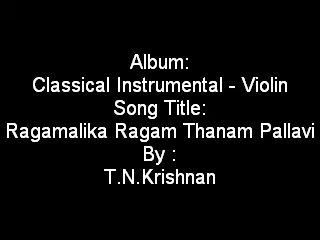 Album:
Classical Instrumental - Violin
Song Title:
Ragamalika Ragam Thanam Pallavi
By :
T.N.Krishnan